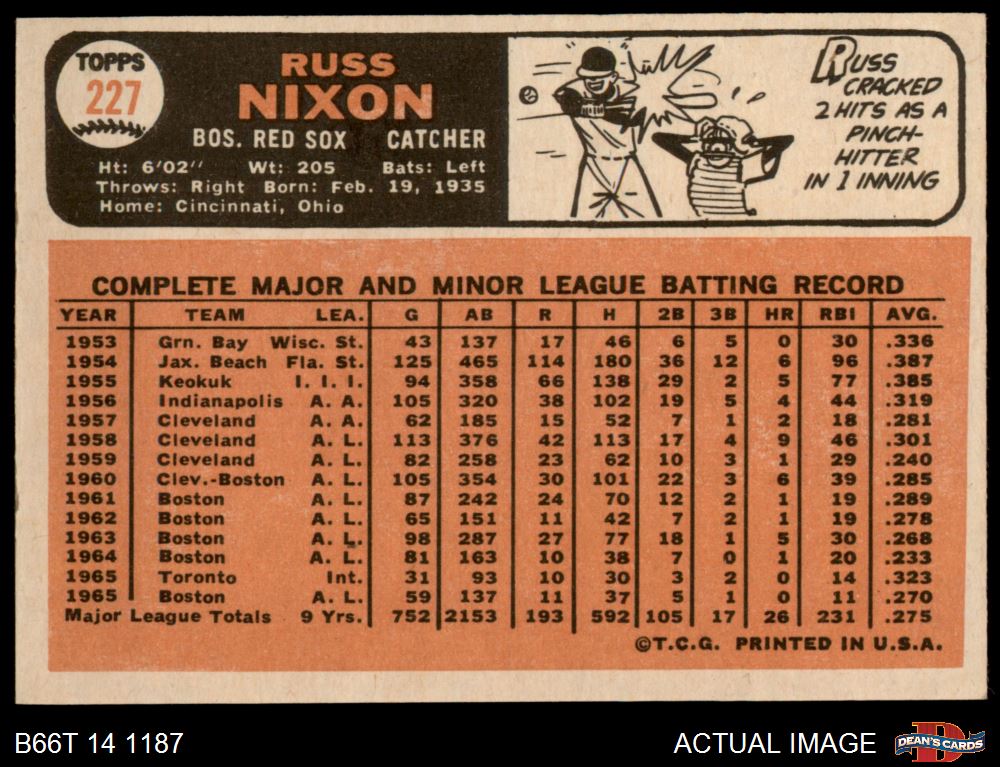 TOPPS
227
RUSS
NIXON
BOS. RED SOX CATCHER
Ht: 6'02" Wt: 205 Bats: Left
Throws: Right Born: Feb. 19, 1935
Home: Cincinnati, Ohio
RUSS
CRACKED
2 HITS AS A
PINCH-
HITTER
IN 1 INNING
COMPLETE MAJOR AND MINOR LEAGUE BATTING RECORD
YEAR TEAM LEA. G AB R H 2B 3B HR RBI AVG.
1953 Grn. Bay Wisc. St. 43 137 17 46 6 5 0 30 .336
1954 Jax. Beach Fla. St. 125 465 114 180 36 12 6 96 .387
1955 Keokuk I. I. I. 94 358 66 138 29 2 5 77 .385
1956 Indianapolis A. A. 105 320 38 102 19 5 4 44 .319
1957 Cleveland A. A. 62 185 15 52 7 1 2 18 .281
1958 Cleveland A. L. 113 376 42 113 17 4 9 46 .301
1959 Cleveland A. L. 82 258 23 62 10 3 1 29 .240
1960 Clev.-Boston A. L. 105 354 30 101 22 3 6 39 .285
1961 Boston A. L. 87 242 24 70 12 2 1 19 .289
1962 Boston A. L. 65 151 11 42 7 2 1 19 .278
1963 Boston A. L. 98 287 27 77 18 1 5 30 .268
1964 Boston A. L. 81 163 10 38 7 0 1 20 .233
1965 Toronto Int. 31 93 10 30 3 2 0 14 .323
1965 Boston A. L. 59 137 11 37 5 1 0 11 .270
Major League Totals 9 Yrs. 752 2153 193 592 105 17 26 231 .275
©T.C.G. PRINTED IN U.S.A.
B66T 14 1187
ACTUAL IMAGE
D
DEAN'S CARDS